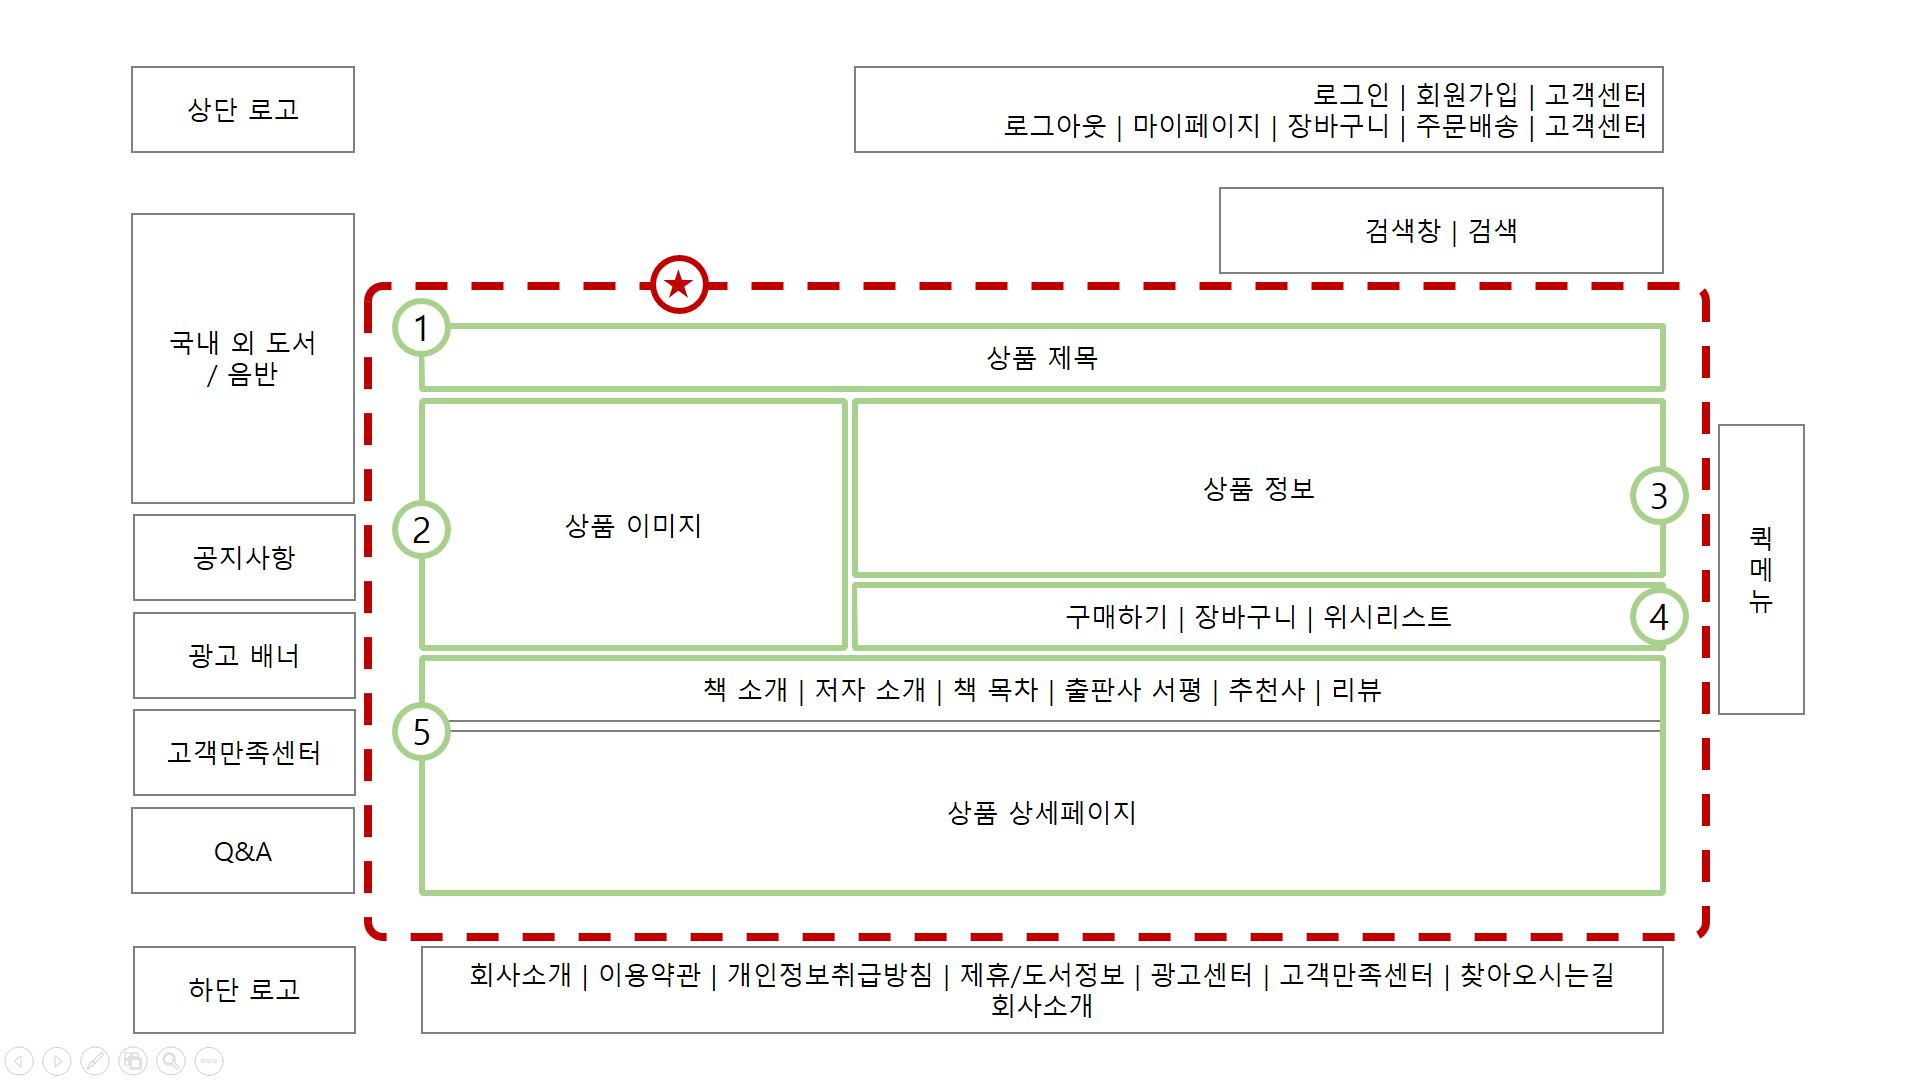 상단 로고
로그인 | 회원가입 | 고객센터
로그아웃 | 마이페이지 | 장바구니 | 주문배송 | 고객센터
검색창 | 검색
국내 외 도서
/ 음반
공지사항
광고 배너
고객만족센터
Q&A
★
1
상품 제목
2
상품 이미지
상품 정보
3
구매하기 | 장바구니 | 위시리스트
4
책 소개 | 저자 소개 | 책 목차 | 출판사 서평 | 추천사 | 리뷰
5
상품 상세페이지
퀵
메
뉴
하단 로고
회사소개 | 이용약관 | 개인정보취급방침 | 제휴/도서정보 | 광고센터 | 고객만족센터 | 찾아오시는길
회사소개